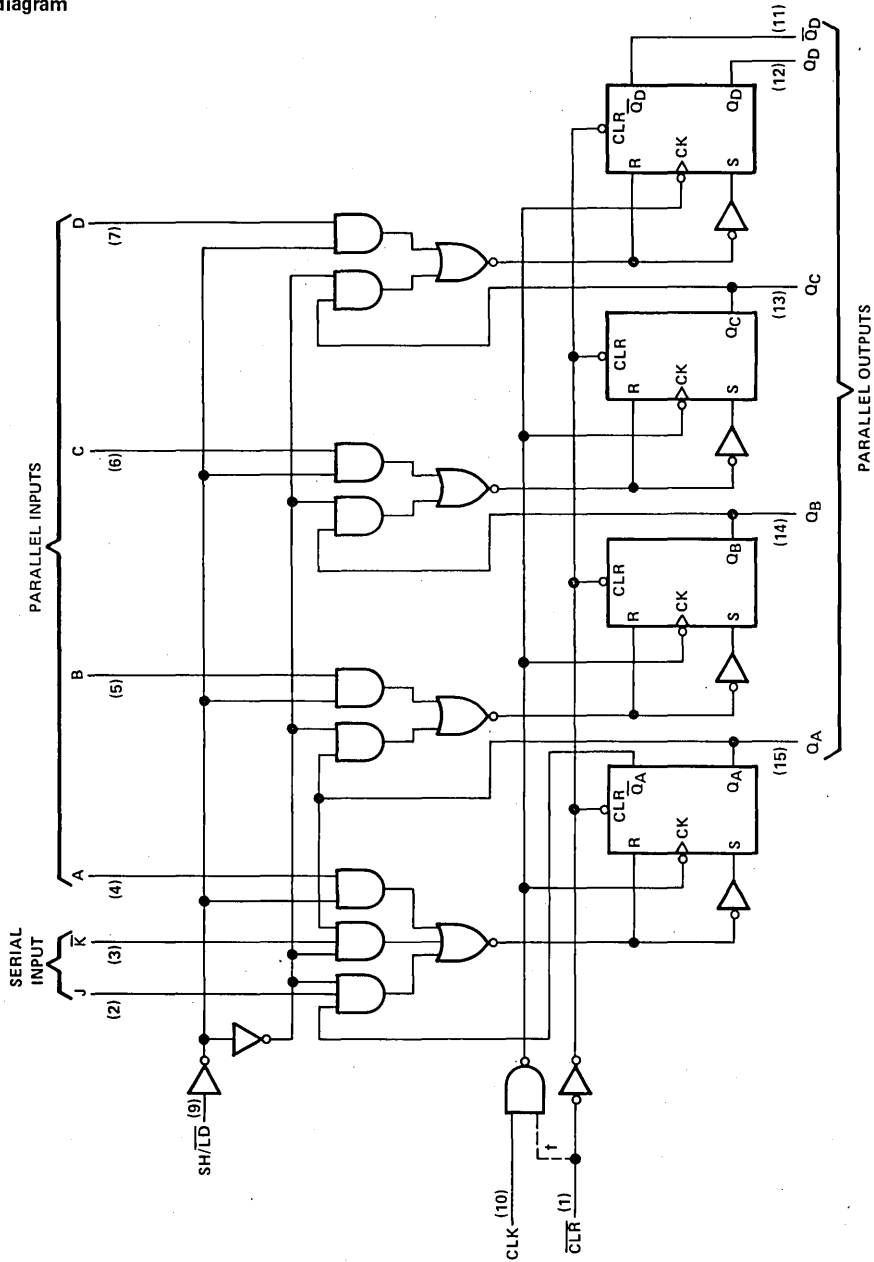 diagram
SERIAL
INPUT
PARALLEL INPUTS
J
K̅
A
B
C
D
(2)
(3)
(4)
(5)
(6)
(7)
SH/L̅D̅ (9)
CLK (10)
C̅L̅R̅ (1)
†
R
CK
S
CLR
Q̅A
QA
R
CK
S
CLR
QB
R
CK
S
CLR
QC
R
CK
S
CLR
Q̅D
QD
(15)
QA
(14)
QB
(13)
QC
(12)
QD
(11)
Q̅D
PARALLEL OUTPUTS